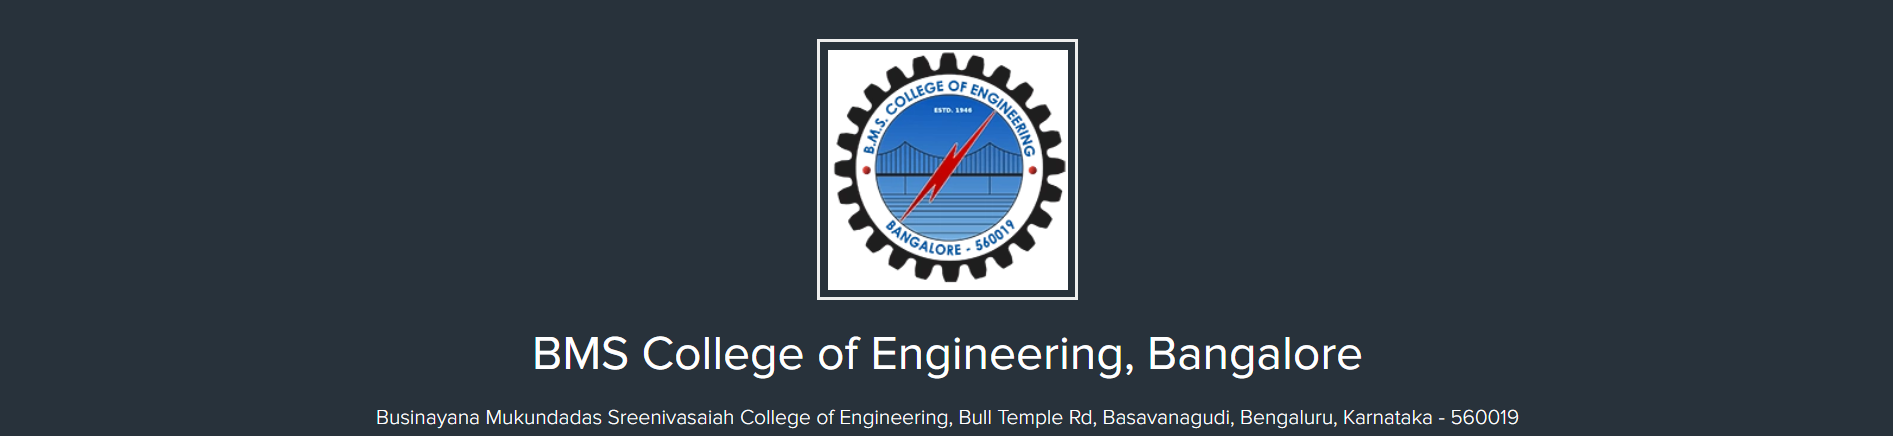 B.M.S. COLLEGE OF ENGINEERING
ESTD. 1946
BANGALORE - 560019
BMS College of Engineering, Bangalore
Businayana Mukundadas Sreenivasaiah College of Engineering, Bull Temple Rd, Basavanagudi, Bengaluru, Karnataka - 560019